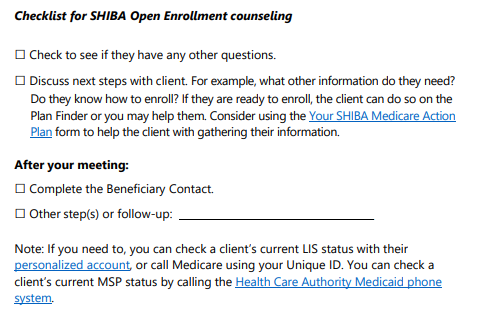 Checklist for SHIBA Open Enrollment counseling
☐ Check to see if they have any other questions.
☐ Discuss next steps with client. For example, what other information do they need?
Do they know how to enroll? If they are ready to enroll, the client can do so on the
Plan Finder or you may help them. Consider using the Your SHIBA Medicare Action
Plan form to help the client with gathering their information.
After your meeting:
☐ Complete the Beneficiary Contact.
☐ Other step(s) or follow-up: ______________________________
Note: If you need to, you can check a client's current LIS status with their
personalized account, or call Medicare using your Unique ID. You can check a
client's current MSP status by calling the Health Care Authority Medicaid phone
system.